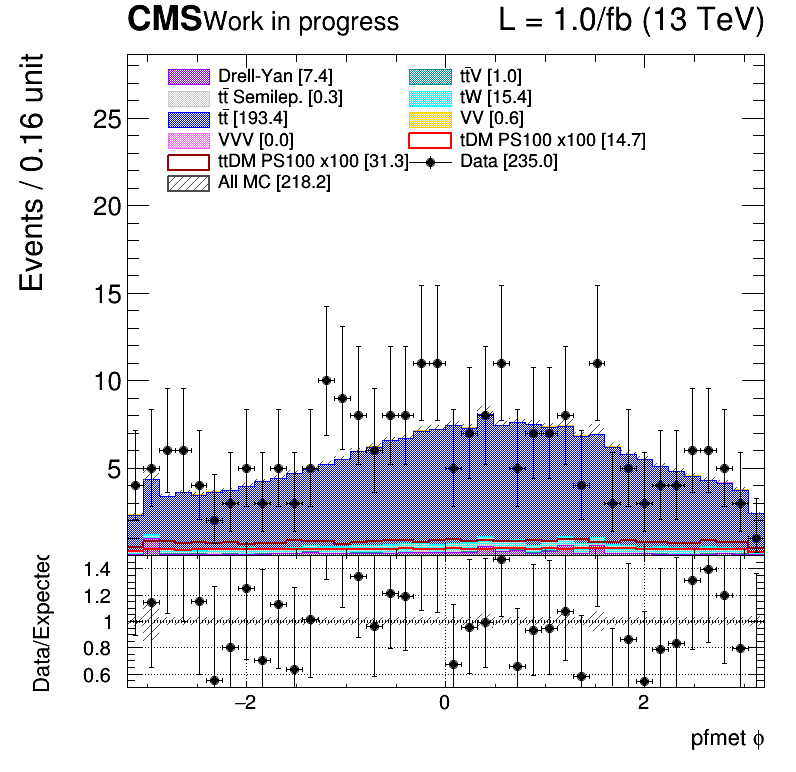 CMS Work in progress L = 1.0/fb (13 TeV)
Drell-Yan [7.4] tt̄V [1.0]
tt̄ Semilep. [0.3] tW [15.4]
tt̄ [193.4] VV [0.6]
VVV [0.0] tDM PS100 x100 [14.7]
ttDM PS100 x100 [31.3] Data [235.0]
All MC [218.2]
Events / 0.16 unit
25
20
15
10
5
Data/Expected
1.4
1.2
1
0.8
0.6
−2 0 2
pfmet ϕ